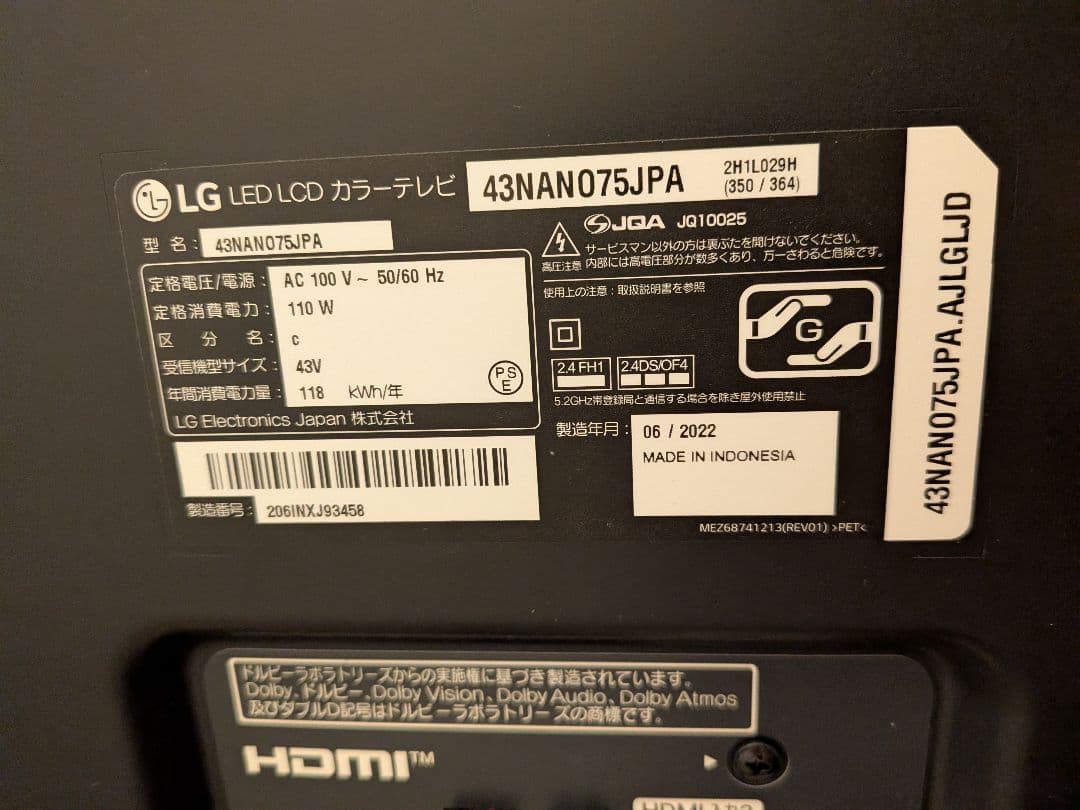 LG LED LCD カラーテレビ 43NANO75JPA 2H1L029H
(350 / 364)
型 名: 43NANO75JPA
定格電圧/電源: AC 100 V ~ 50/60 Hz
定格消費電力: 110 W
区 分 名: c
受信機型サイズ: 43V
年間消費電力量: 118 kWh/年
PS
E
LG Electronics Japan 株式会社
製造番号: 206INXJ93458
JQA JQ10025
高圧注意
サービスマン以外の方は裏ぶたを開けないでください。
内部には高電圧部分が数多くあり、万一さわると危険です。
使用上の注意:取扱説明書を参照
G
2.4 FH1 2.4DS/OF4
5.2GHz帯登録局と通信する場合を除き屋外使用禁止
製造年月: 06 / 2022
MADE IN INDONESIA
MEZ68741213(REV01) >PET<
43NANO75JPA.AJLGLJD
ドルビーラボラトリーズからの実施権に基づき製造されています。
Dolby、ドルビー、Dolby Vision、Dolby Audio、Dolby Atmos
及びダブルD記号はドルビーラボラトリーズの商標です。
HDMI™